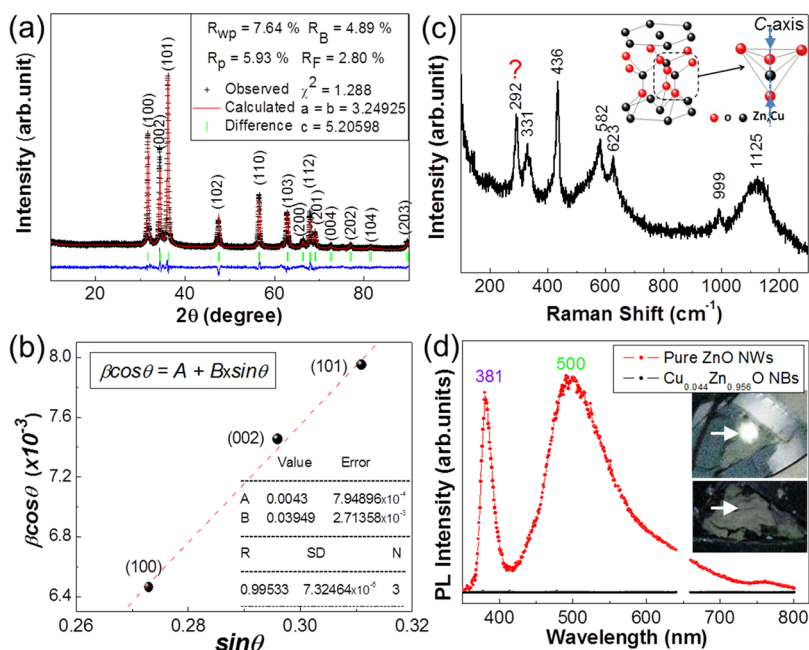 (a)
R_wp = 7.64 % R_B = 4.89 %
R_p = 5.93 % R_F = 2.80 %
+ Observed χ² = 1.288
Calculated a = b = 3.24925
Difference c = 5.20598
(100)
(002)
(101)
(102)
(110)
(103)
(200)
(112)
(201)
(004)
(202)
(104)
(203)
Intensity (arb.unit)
20 40 60 80
2θ (degree)
(b)
βcosθ = A + Bxsinθ
(101)
(002)
(100)
Value Error
A 0.0043 7.94896x10⁻⁴
B 0.03949 2.71358x10⁻³
R SD N
0.99533 7.32464x10⁻⁵ 3
βcosθ (x10⁻³)
8.0
7.6
7.2
6.8
6.4
0.26 0.28 0.30 0.32
sinθ
(c)
C-axis
?
292
331
436
582
623
999
1125
O Zn/Cu
Intensity (arb.unit)
200 400 600 800 1000 1200
Raman Shift (cm⁻¹)
(d)
381
500
Pure ZnO NWs
Cu₀.₀₄₄Zn₀.₉₅₆O NBs
PL Intensity (arb.units)
400 500 600 700 800
Wavelength (nm)